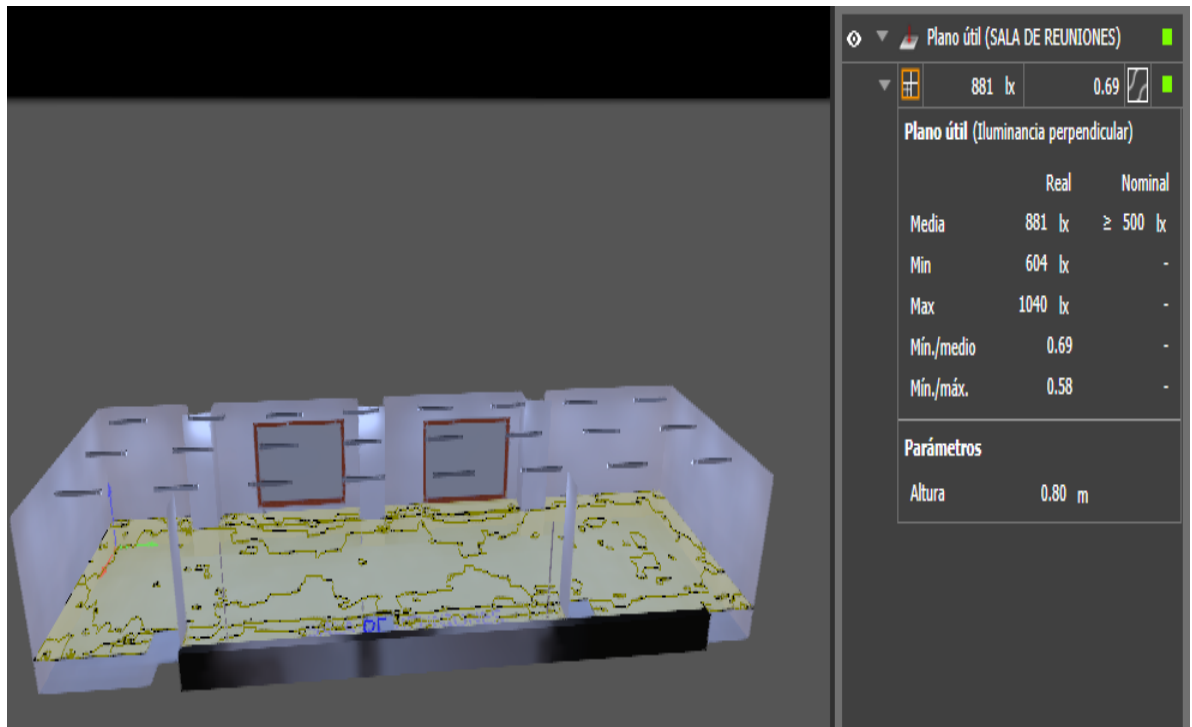 Plano útil (SALA DE REUNIONES)
881 lx 0.69
Plano útil (Iluminancia perpendicular)
Real Nominal
Media 881 lx ≥ 500 lx
Min 604 lx -
Max 1040 lx -
Mín./medio 0.69 -
Mín./máx. 0.58 -
Parámetros
Altura 0.80 m